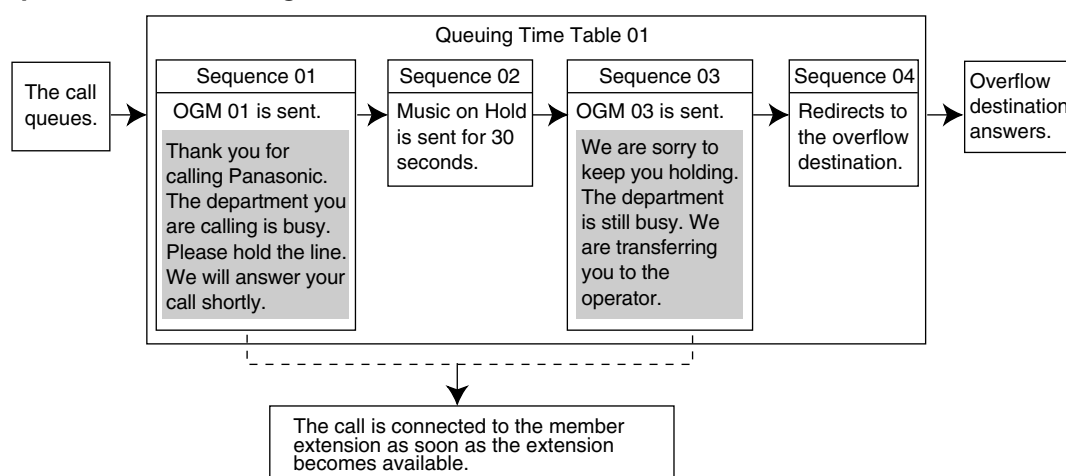 Queuing Time Table 01
The call
queues.
Sequence 01
OGM 01 is sent.
Thank you for
calling Panasonic.
The department you
are calling is busy.
Please hold the line.
We will answer your
call shortly.
Sequence 02
Music on Hold
is sent for 30
seconds.
Sequence 03
OGM 03 is sent.
We are sorry to
keep you holding.
The department
is still busy. We
are transferring
you to the
operator.
Sequence 04
Redirects to
the overflow
destination.
Overflow
destination
answers.
The call is connected to the member
extension as soon as the extension
becomes available.